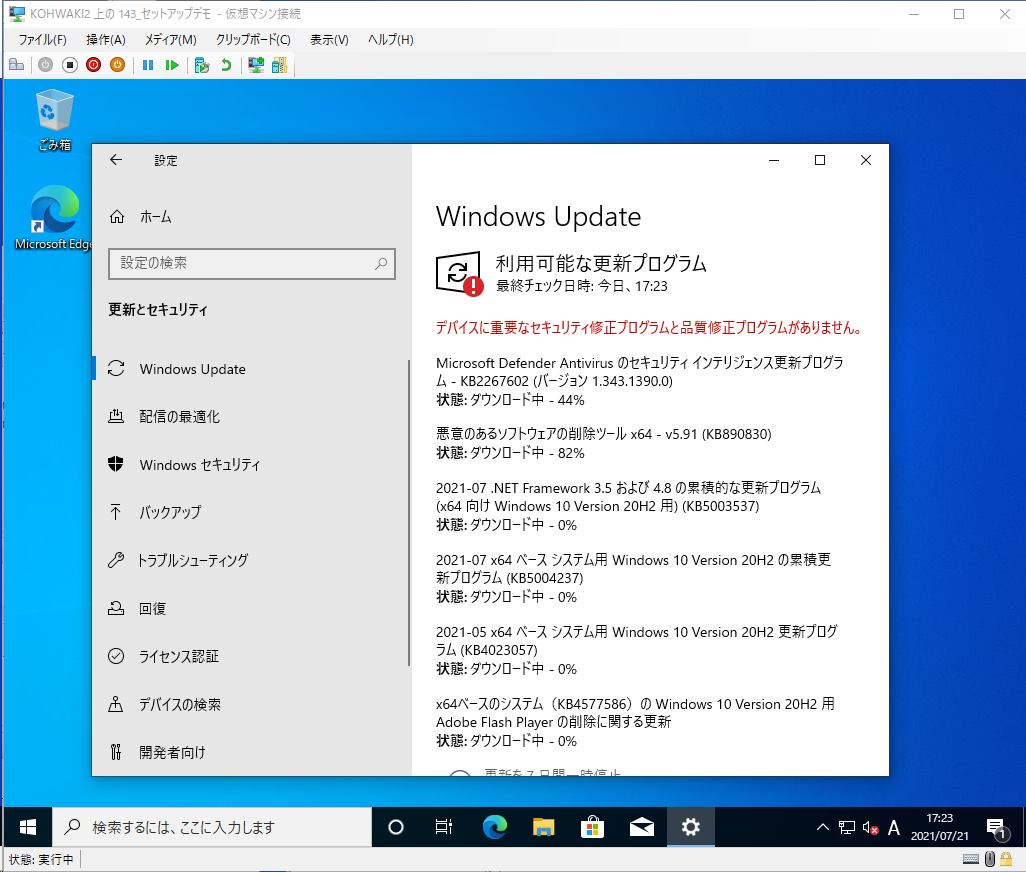 KOHWAKI2 上の 143_セットアップデモ - 仮想マシン接続
ファイル(F) 操作(A) メディア(M) クリップボード(C) 表示(V) ヘルプ(H)
ごみ箱
Microsoft Edge
設定
ホーム
設定の検索
更新とセキュリティ
Windows Update
配信の最適化
Windows セキュリティ
バックアップ
トラブルシューティング
回復
ライセンス認証
デバイスの検索
開発者向け
Windows Update
利用可能な更新プログラム
最終チェック日時: 今日、17:23
デバイスに重要なセキュリティ修正プログラムと品質修正プログラムがありません。
Microsoft Defender Antivirus のセキュリティ インテリジェンス更新プログラ
ム - KB2267602 (バージョン 1.343.1390.0)
状態: ダウンロード中 - 44%
悪意のあるソフトウェアの削除ツール x64 - v5.91 (KB890830)
状態: ダウンロード中 - 82%
2021-07 .NET Framework 3.5 および 4.8 の累積的な更新プログラム
(x64 向け Windows 10 Version 20H2 用) (KB5003537)
状態: ダウンロード中 - 0%
2021-07 x64 ベース システム用 Windows 10 Version 20H2 の累積更
新プログラム (KB5004237)
状態: ダウンロード中 - 0%
2021-05 x64 ベース システム用 Windows 10 Version 20H2 更新プログ
ラム (KB4023057)
状態: ダウンロード中 - 0%
x64ベースのシステム（KB4577586）の Windows 10 Version 20H2 用
Adobe Flash Player の削除に関する更新
状態: ダウンロード中 - 0%
更新を 7 日間一時停止
検索するには、ここに入力します
A
17:23
2021/07/21
1
状態: 実行中